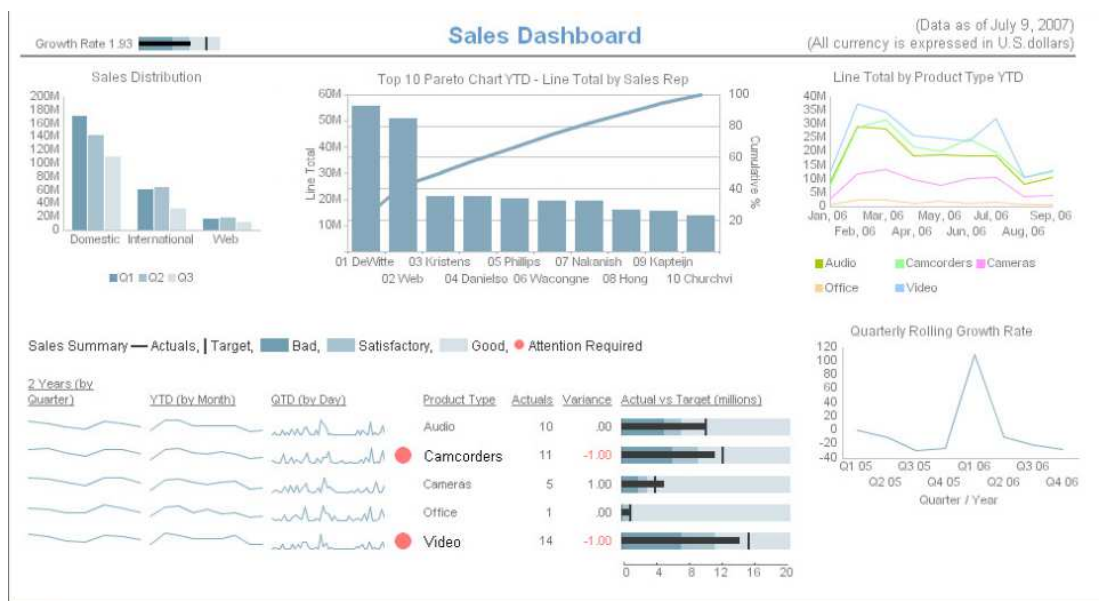 Growth Rate 1.93
Sales Dashboard
(Data as of July 9, 2007)
(All currency is expressed in U.S.dollars)
Sales Distribution
200M
180M
160M
140M
120M
100M
80M
60M
40M
20M
0M
Domestic International Web
Q1 Q2 Q3
Top 10 Pareto Chart YTD - Line Total by Sales Rep
Line Total
60M
50M
40M
30M
20M
10M
100
80
60
40
20
Cumulative %
01 DeWitte 03 Kristens 05 Phillips 07 Nakanish 09 Kapteijn
02 Web 04 Danielso 06 Wacongne 08 Hong 10 Churchvi
Line Total by Product Type YTD
40M
35M
30M
25M
20M
15M
10M
5M
0M
Jan, 06 Mar, 06 May, 06 Jul, 06 Sep, 06
Feb, 06 Apr, 06 Jun, 06 Aug, 06
Audio Camcorders Cameras
Office Video
Sales Summary Actuals, Target, Bad, Satisfactory, Good, Attention Required
2 Years (by Quarter) YTD (by Month) QTD (by Day) Product Type Actuals Variance Actual vs Target (millions)
Audio 10 .00
Camcorders 11 -1.00
Cameras 5 1.00
Office 1 .00
Video 14 -1.00
0 4 8 12 16 20
Quarterly Rolling Growth Rate
120
100
80
60
40
20
0
-20
-40
Q1 05 Q3 05 Q1 06 Q3 06
Q2 05 Q4 05 Q2 06 Q4 06
Quarter / Year